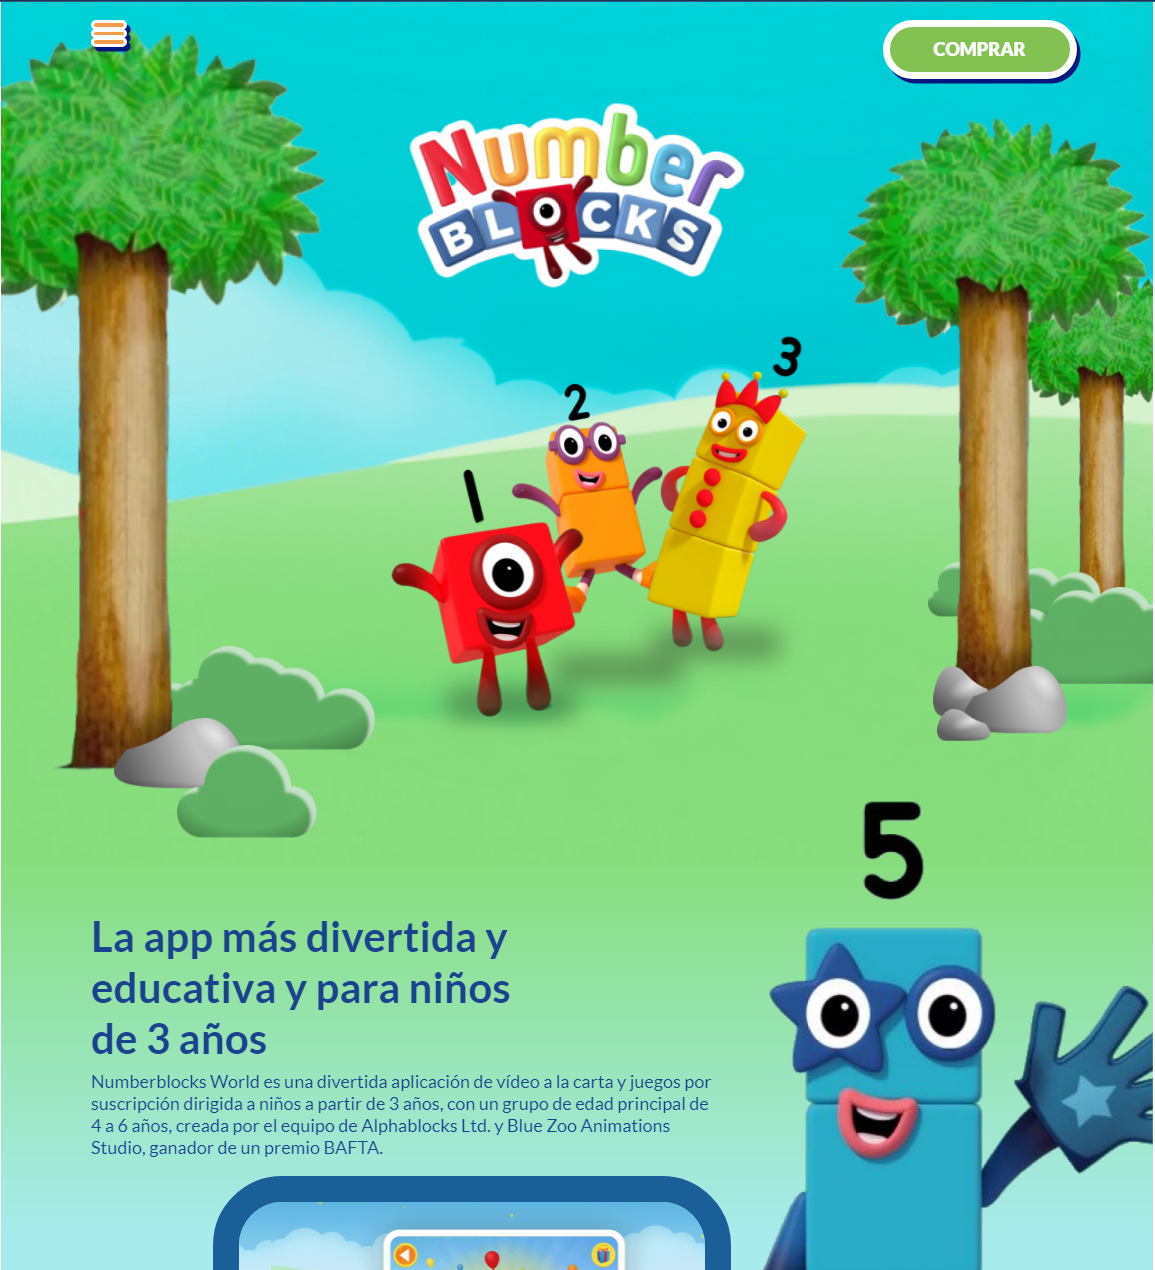 COMPRAR
Number
BLOCKS
3
2
1
5
La app más divertida y
educativa y para niños
de 3 años
Numberblocks World es una divertida aplicación de vídeo a la carta y juegos por
suscripción dirigida a niños a partir de 3 años, con un grupo de edad principal de
4 a 6 años, creada por el equipo de Alphablocks Ltd. y Blue Zoo Animations
Studio, ganador de un premio BAFTA.